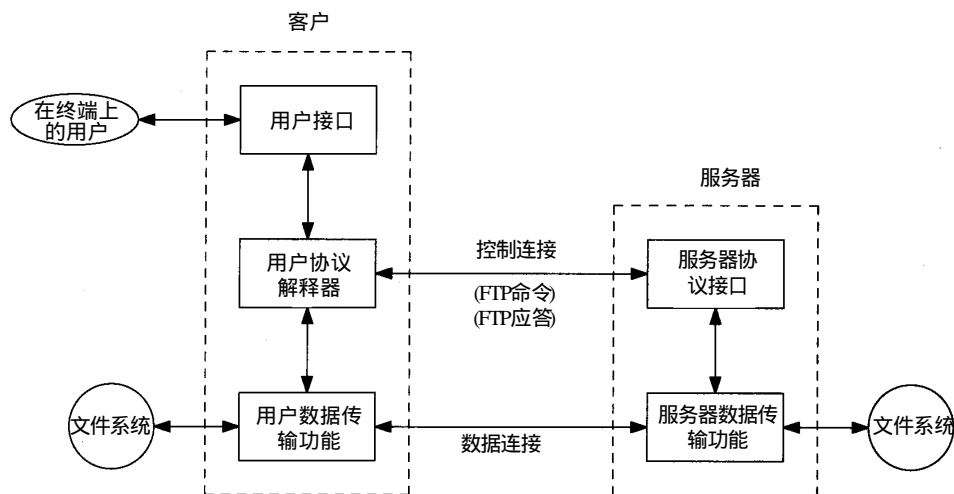 客户
在终端上
的用户
用户接口
服务器
用户协议
解释器
控制连接
(FTP命令)
(FTP应答)
服务器协
议接口
文件系统
用户数据传
输功能
数据连接
服务器数据传
输功能
文件系统